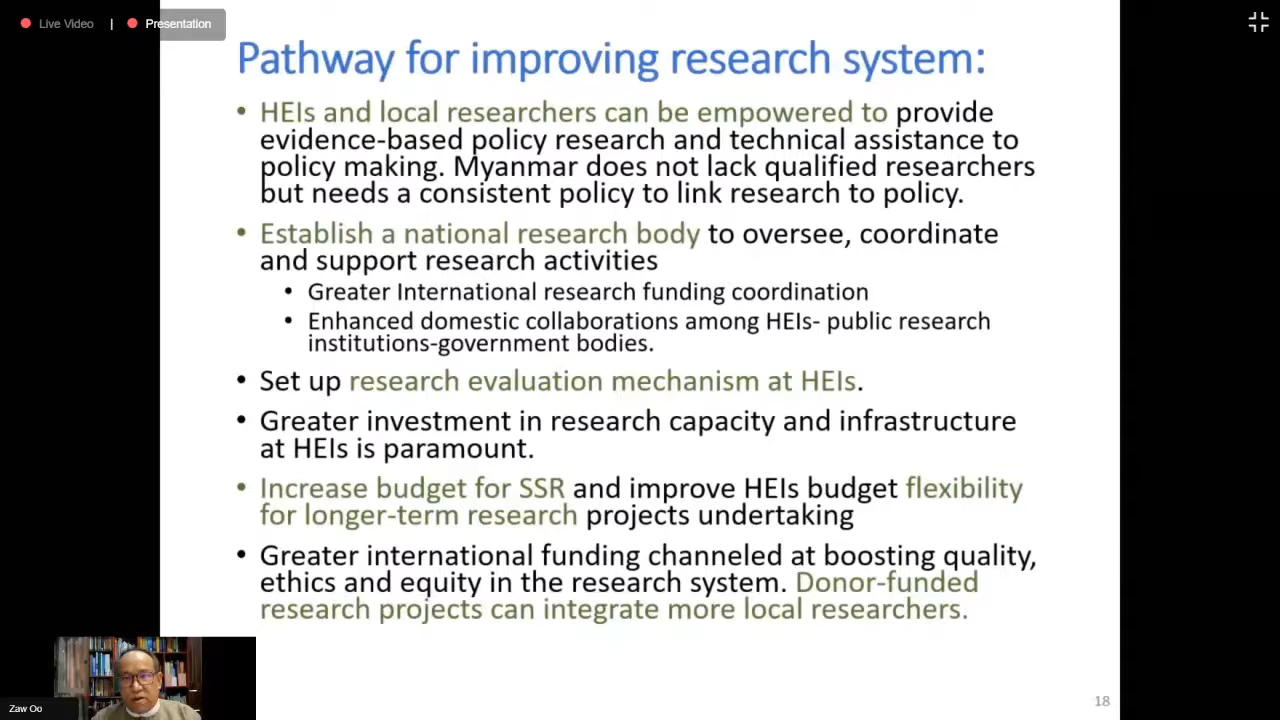 Live Video | Presentation
Pathway for improving research system:
• HEIs and local researchers can be empowered to provide
evidence-based policy research and technical assistance to
policy making. Myanmar does not lack qualified researchers
but needs a consistent policy to link research to policy.
• Establish a national research body to oversee, coordinate
and support research activities
• Greater International research funding coordination
• Enhanced domestic collaborations among HEIs- public research
institutions-government bodies.
• Set up research evaluation mechanism at HEIs.
• Greater investment in research capacity and infrastructure
at HEIs is paramount.
• Increase budget for SSR and improve HEIs budget flexibility
for longer-term research projects undertaking
• Greater international funding channeled at boosting quality,
ethics and equity in the research system. Donor-funded
research projects can integrate more local researchers.
Zaw Oo
18